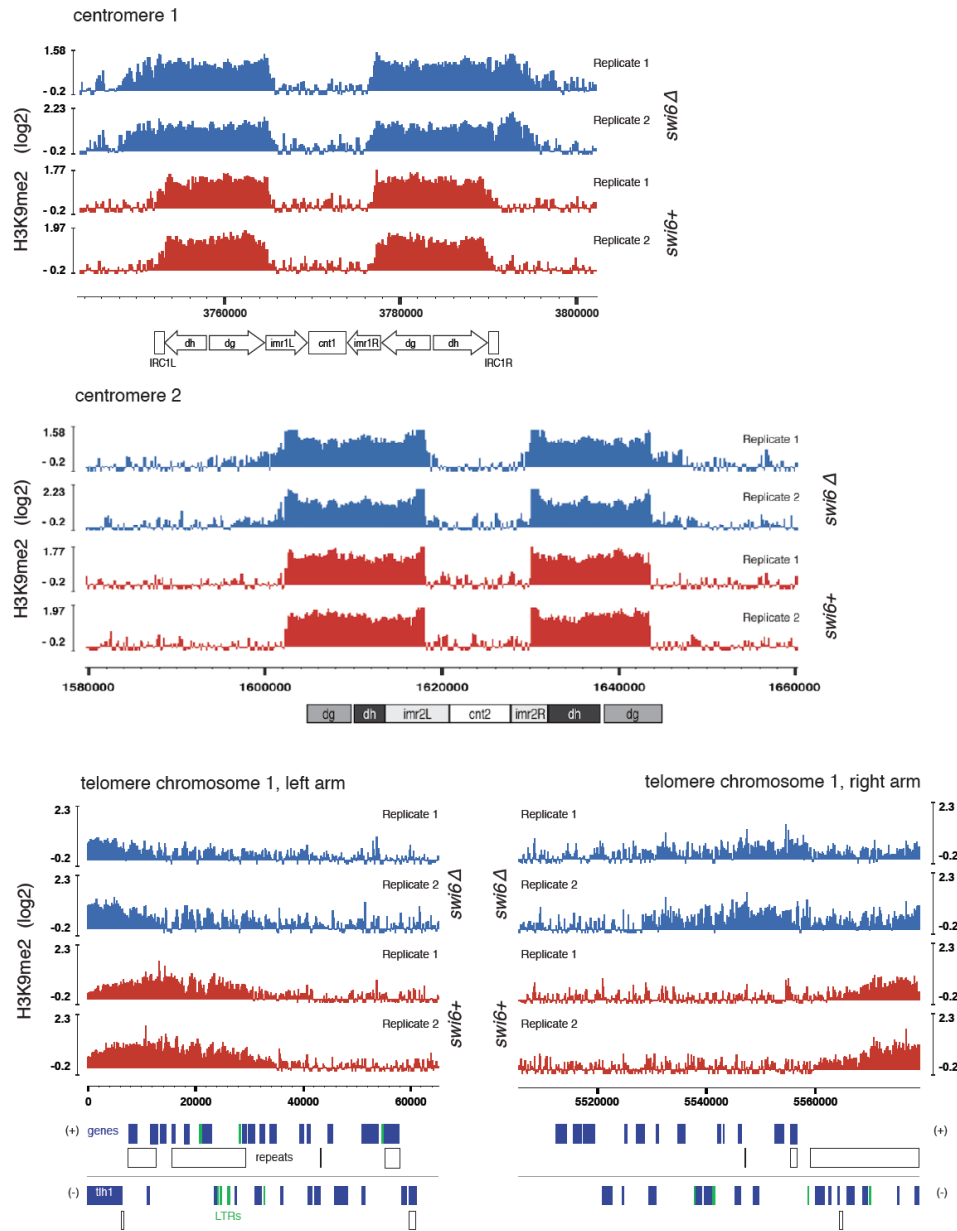 centromere 1
1.58
- 0.2
Replicate 1
2.23
- 0.2
Replicate 2
swi6 Δ
1.77
- 0.2
Replicate 1
1.97
- 0.2
Replicate 2
swi6+
H3K9me2 (log2)
3760000 3780000 3800000
dh dg imr1L cnt1 imr1R dg dh
IRC1L IRC1R
centromere 2
1.58
- 0.2
Replicate 1
2.23
- 0.2
Replicate 2
swi6 Δ
1.77
- 0.2
Replicate 1
1.97
- 0.2
Replicate 2
swi6+
H3K9me2 (log2)
1580000 1600000 1620000 1640000 1660000
dg dh imr2L cnt2 imr2R dh dg
telomere chromosome 1, left arm
2.3
-0.2
Replicate 1
2.3
-0.2
Replicate 2
swi6Δ
2.3
-0.2
Replicate 1
2.3
-0.2
Replicate 2
swi6+
H3K9me2 (log2)
0 20000 40000 60000
(+) genes
repeats
(-) tlh1
LTRs
telomere chromosome 1, right arm
Replicate 1
2.3
-0.2
Replicate 2
2.3
-0.2
swi6Δ
Replicate 1
2.3
-0.2
Replicate 2
2.3
-0.2
swi6+
5520000 5540000 5560000
(+)
(-)